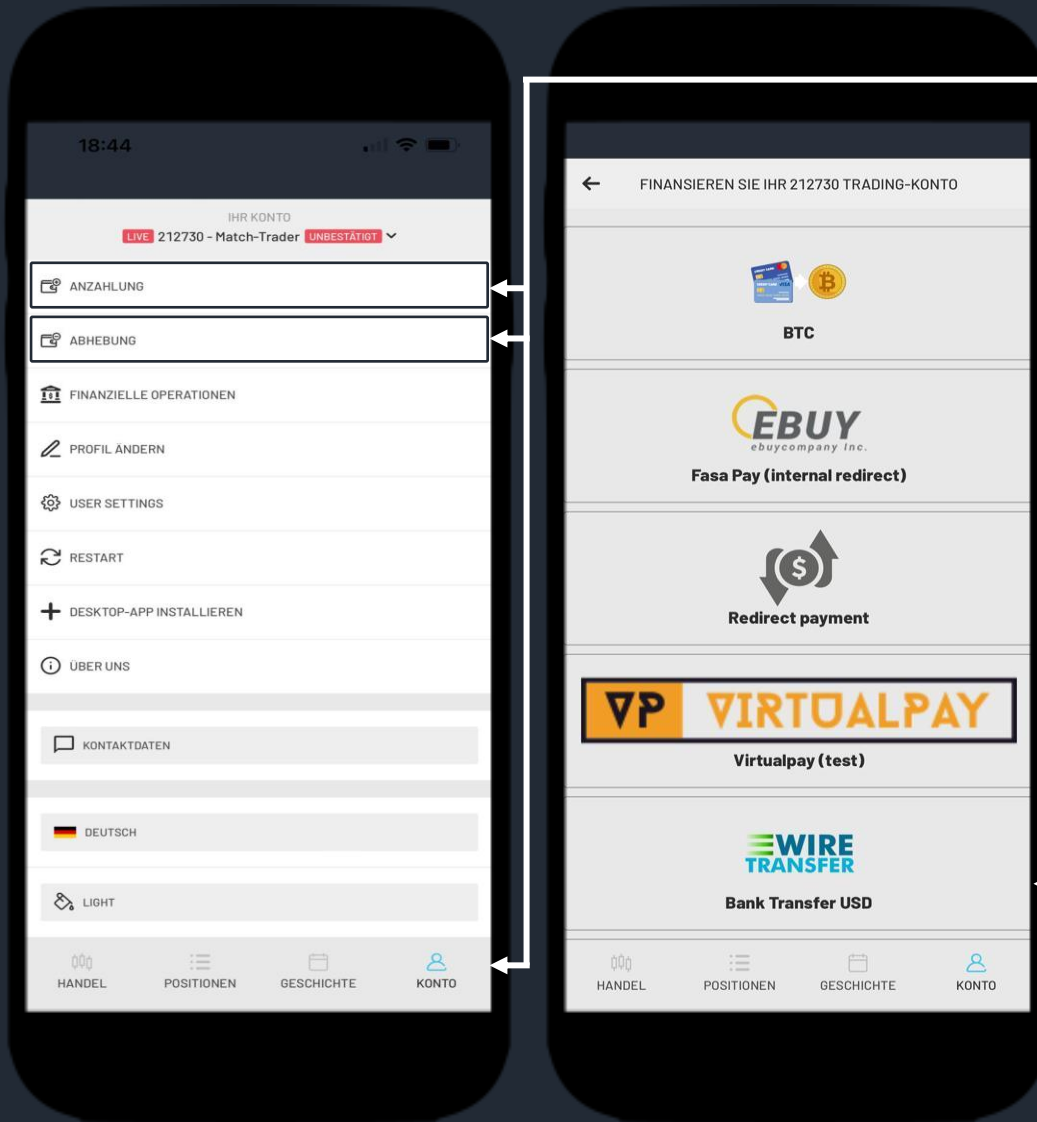 18:44
IHR KONTO
LIVE 212730 - Match-Trader UNBESTÄTIGT
ANZAHLUNG
ABHEBUNG
FINANZIELLE OPERATIONEN
PROFIL ÄNDERN
USER SETTINGS
RESTART
DESKTOP-APP INSTALLIEREN
ÜBER UNS
KONTAKTDATEN
DEUTSCH
LIGHT
HANDEL POSITIONEN GESCHICHTE KONTO
FINANSIEREN SIE IHR 212730 TRADING-KONTO
BTC
EBUY
ebuycompany Inc.
Fasa Pay (internal redirect)
Redirect payment
VP VIRTUALPAY
Virtualpay (test)
WIRE
TRANSFER
Bank Transfer USD
HANDEL POSITIONEN GESCHICHTE KONTO